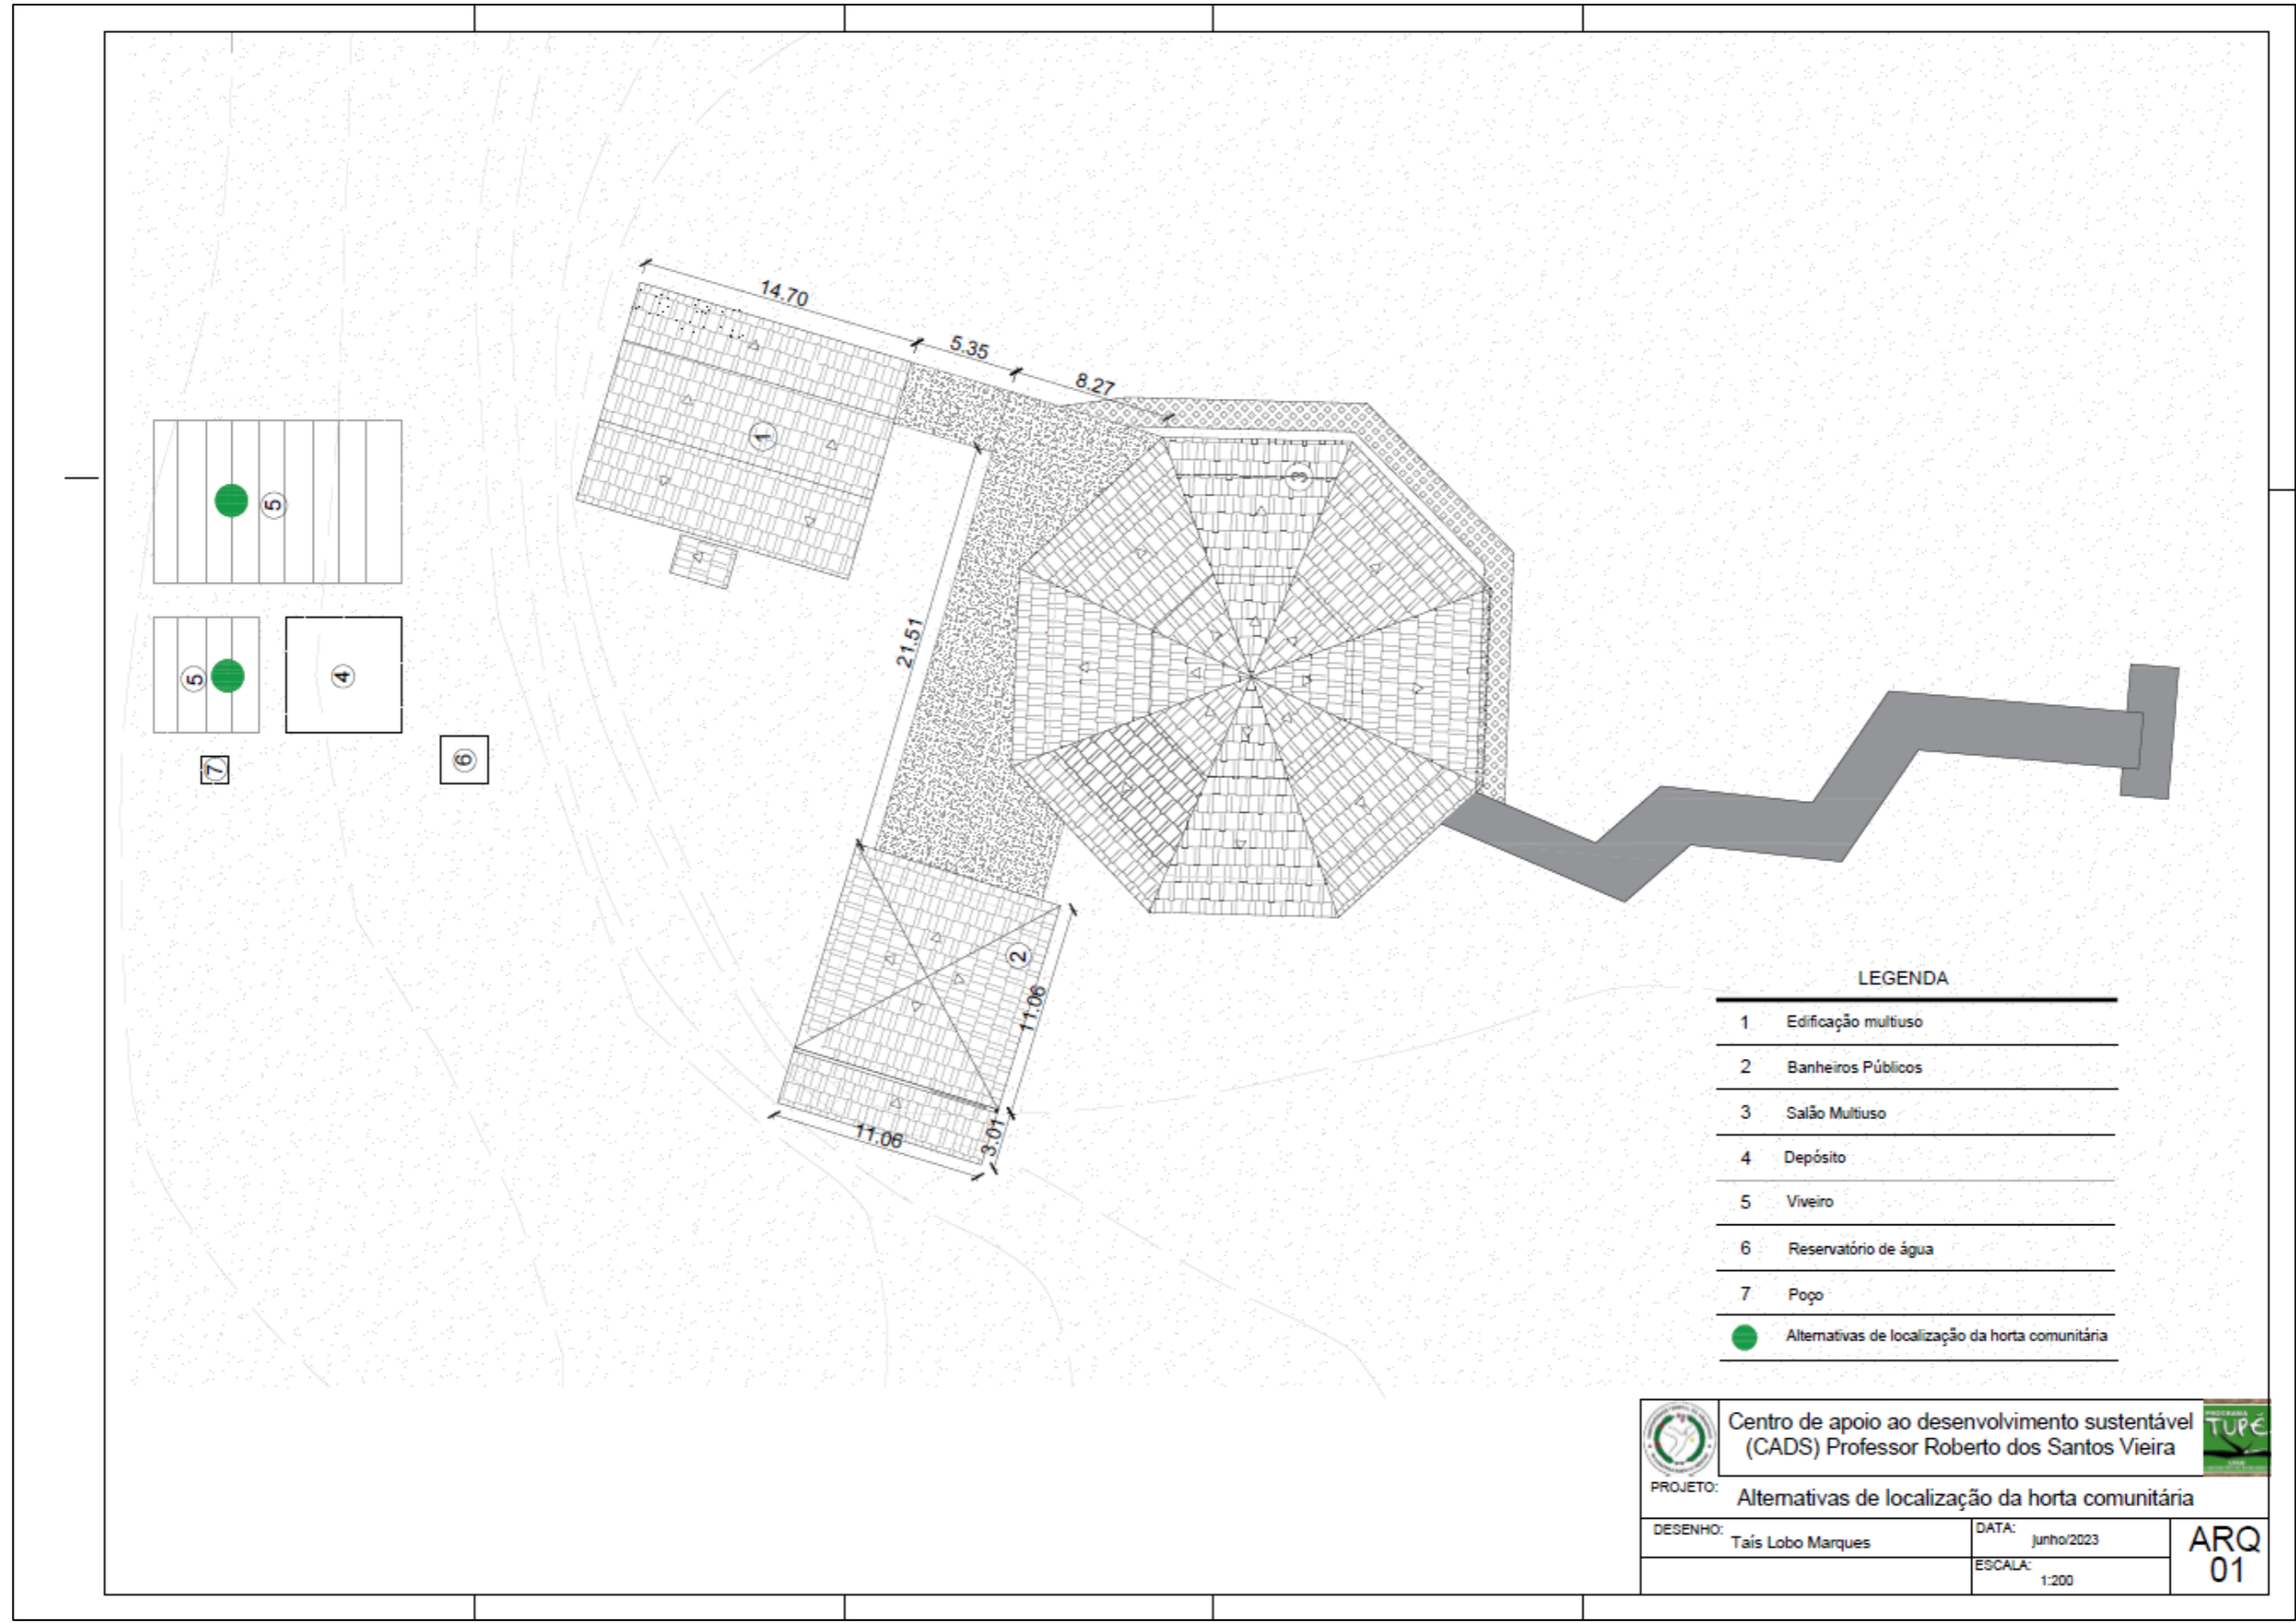 14.70
5.35
8.27
1
3
5
21.51
5
4
6
7
2
11.06
11.06
3.01
LEGENDA
1 Edificação multiuso
2 Banheiros Públicos
3 Salão Multiuso
4 Depósito
5 Viveiro
6 Reservatório de água
7 Poço
Alternativas de localização da horta comunitária
Centro de apoio ao desenvolvimento sustentável
(CADS) Professor Roberto dos Santos Vieira
PROGRAMA
TUPÉ
PROJETO: Alternativas de localização da horta comunitária
DESENHO: Taís Lobo Marques
DATA: junho/2023
ESCALA: 1:200
ARQ
01